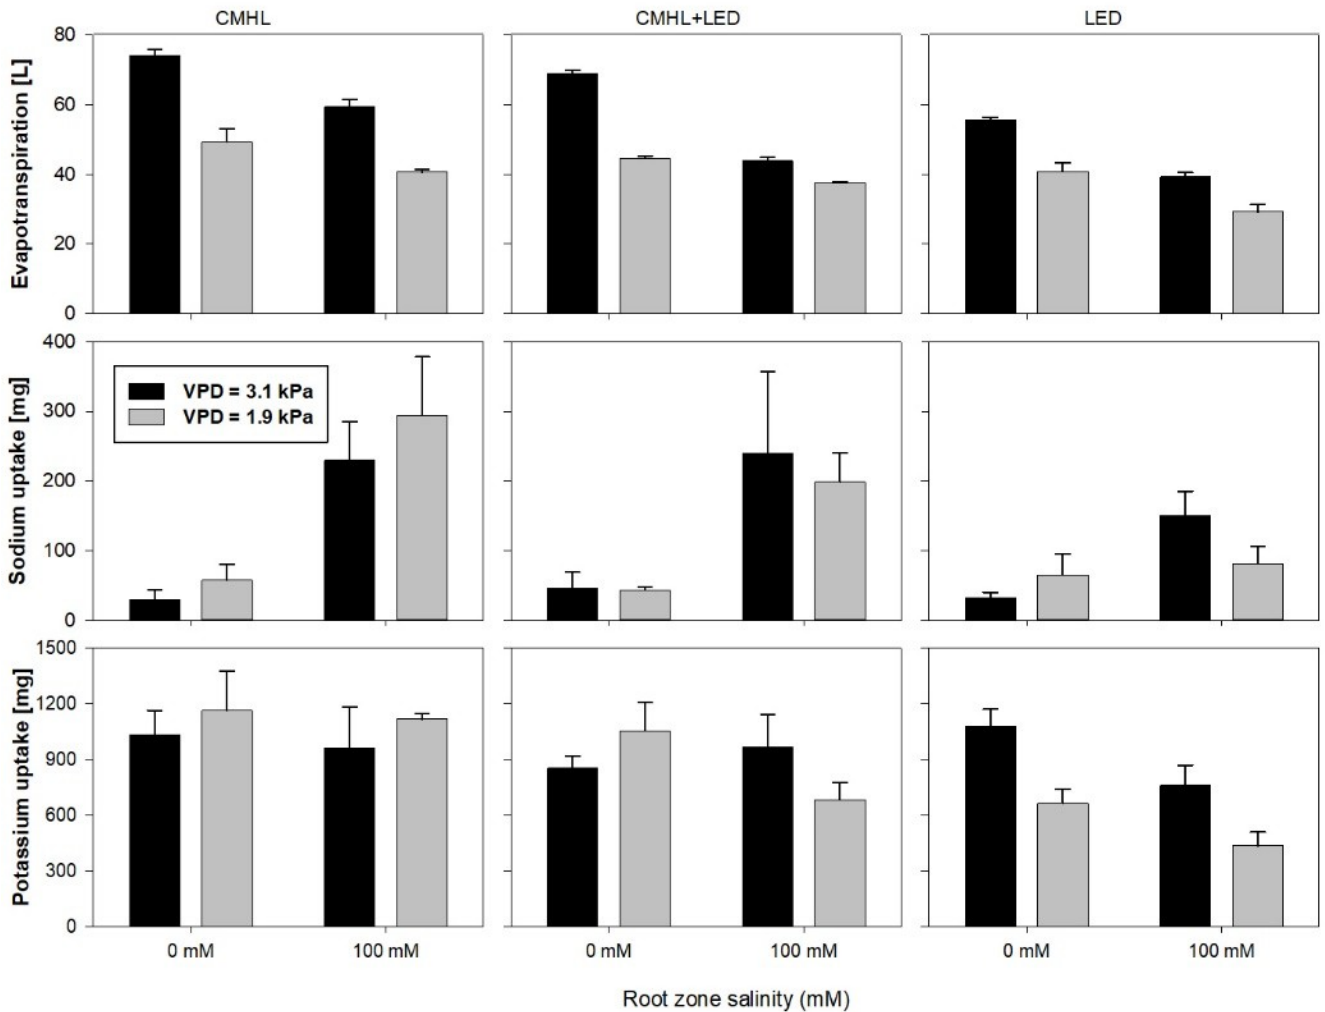 CMHL
CMHL+LED
LED
Evapotranspiration [L]
80
60
40
20
0
Sodium uptake [mg]
400
300
200
100
0
VPD = 3.1 kPa
VPD = 1.9 kPa
Potassium uptake [mg]
1500
1200
900
600
300
0
0 mM
100 mM
0 mM
100 mM
0 mM
100 mM
Root zone salinity (mM)